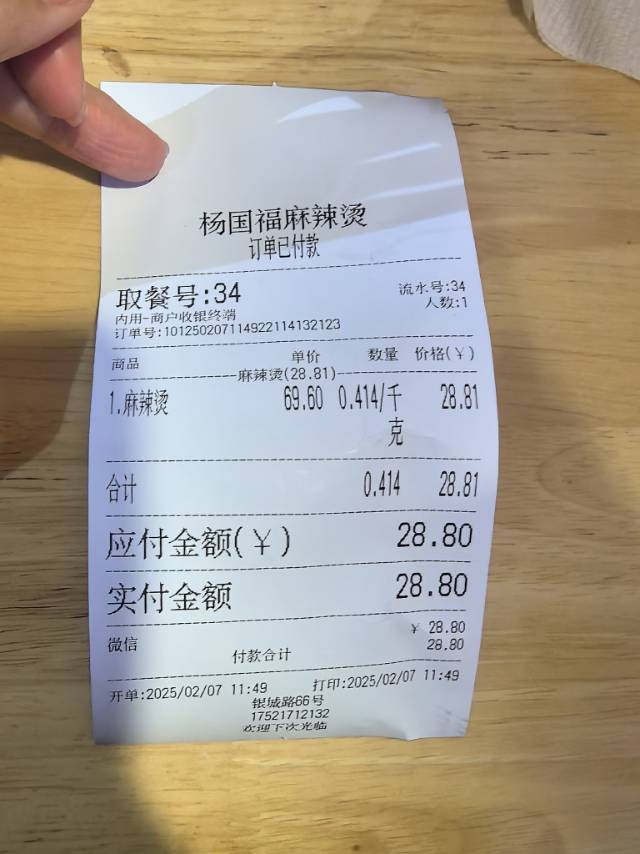 杨国福麻辣烫
订单已付款
取餐号:34
流水号:34
内用-商户收银终端
人数:1
订单号:101250207114922114132123
商品 单价 数量 价格(¥)
麻辣烫(28.81)
1.麻辣烫 69.60 0.414/千克 28.81
合计 0.414 28.81
应付金额(¥) 28.80
实付金额 28.80
微信 ¥ 28.80
付款合计 28.80
开单:2025/02/07 11:49 打印:2025/02/07 11:49
银城路66号
17521712132
欢迎下次光临